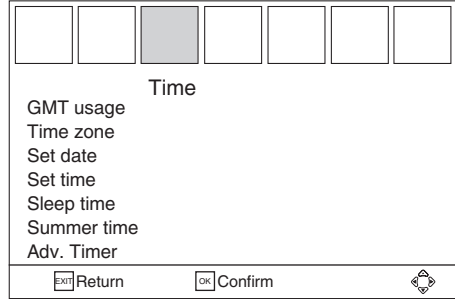 Time
GMT usage
Time zone
Set date
Set time
Sleep time
Summer time
Adv. Timer
EXIT Return OK Confirm